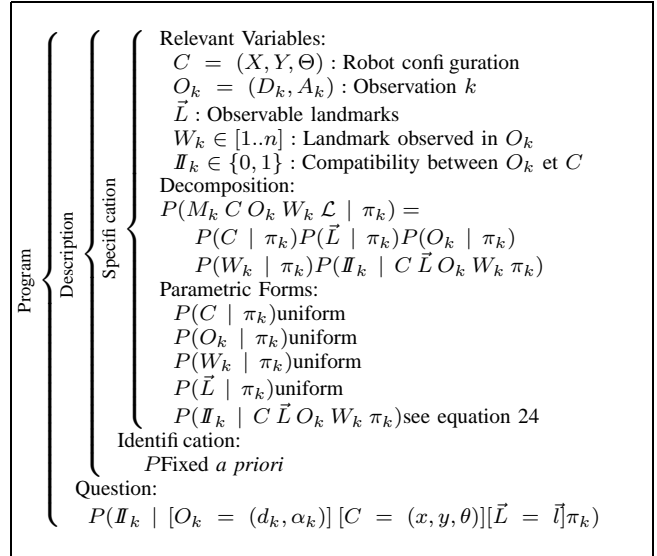 Relevant Variables:
C = (X, Y, Θ) : Robot configuration
O_k = (D_k, A_k) : Observation k
L⃗ : Observable landmarks
W_k ∈ [1..n] : Landmark observed in O_k
𝐼𝐼_k ∈ {0, 1} : Compatibility between O_k et C
Decomposition:
P(M_k C O_k W_k ℒ | π_k) =
P(C | π_k)P(L⃗ | π_k)P(O_k | π_k)
P(W_k | π_k)P(𝐼𝐼_k | C L⃗ O_k W_k π_k)
Parametric Forms:
P(C | π_k)uniform
P(O_k | π_k)uniform
P(W_k | π_k)uniform
P(L⃗ | π_k)uniform
P(𝐼𝐼_k | C L⃗ O_k W_k π_k)see equation 24
Specification
Identification:
PFixed a priori
Description
Question:
P(𝐼𝐼_k | [O_k = (d_k, α_k)] [C = (x, y, θ)][L⃗ = l⃗]π_k)
Program